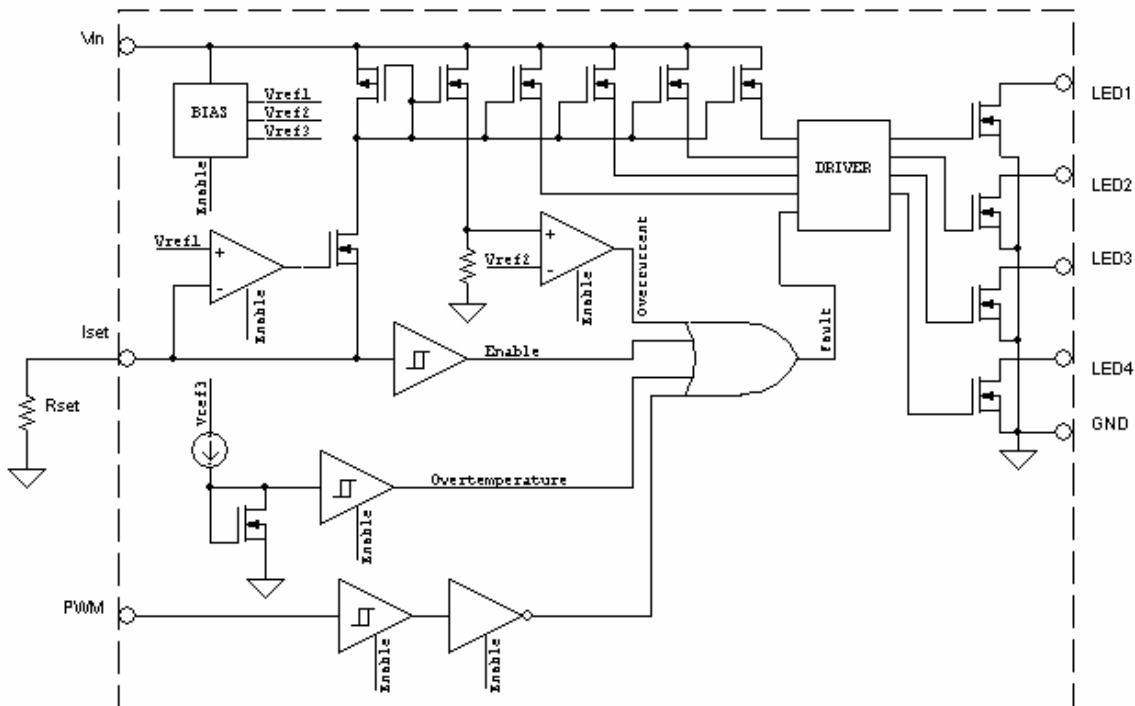 Vin
LED1
Vref1
BIAS
Vref2
Vref3
DRIVER
LED2
Enable
Vref1
+
-
+
Vref2
-
Overcurrent
Enable
Enable
LED3
Iset
Enable
fault
LED4
Rset
Vref3
GND
Overtemperature
Enable
PWM
Enable
Enable